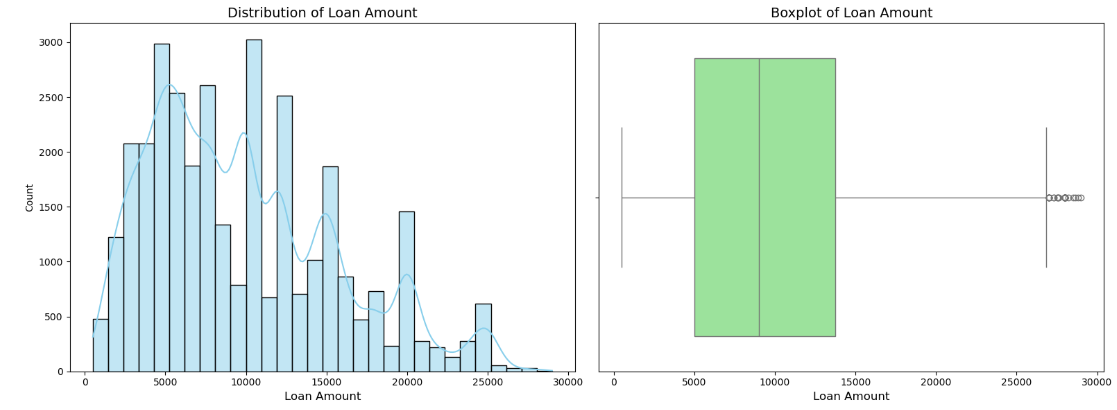 Distribution of Loan Amount
3000
2500
2000
1500
1000
500
0
Count
0 5000 10000 15000 20000 25000 30000
Loan Amount
Boxplot of Loan Amount
0 5000 10000 15000 20000 25000 30000
Loan Amount